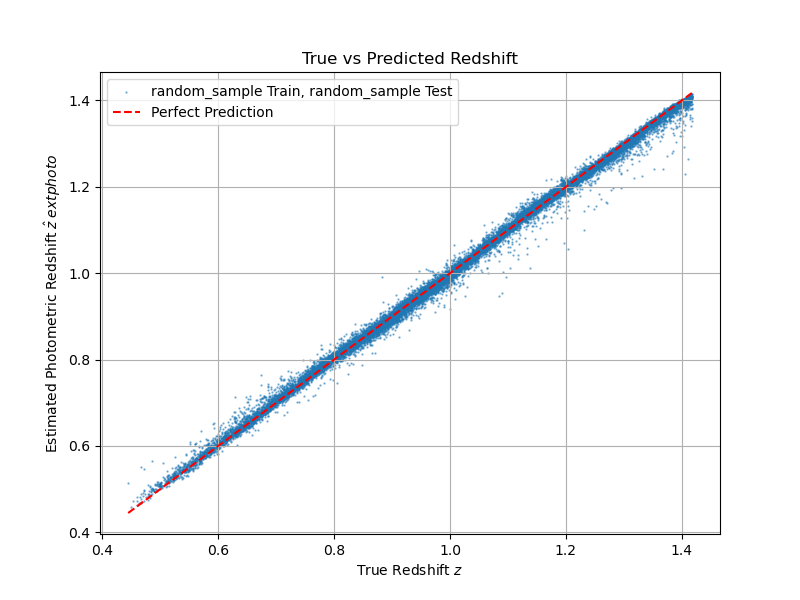 True vs Predicted Redshift
random_sample Train, random_sample Test
Perfect Prediction
Estimated Photometric Redshift ẑ extphoto
1.4
1.2
1.0
0.8
0.6
0.4
0.4 0.6 0.8 1.0 1.2 1.4
True Redshift z